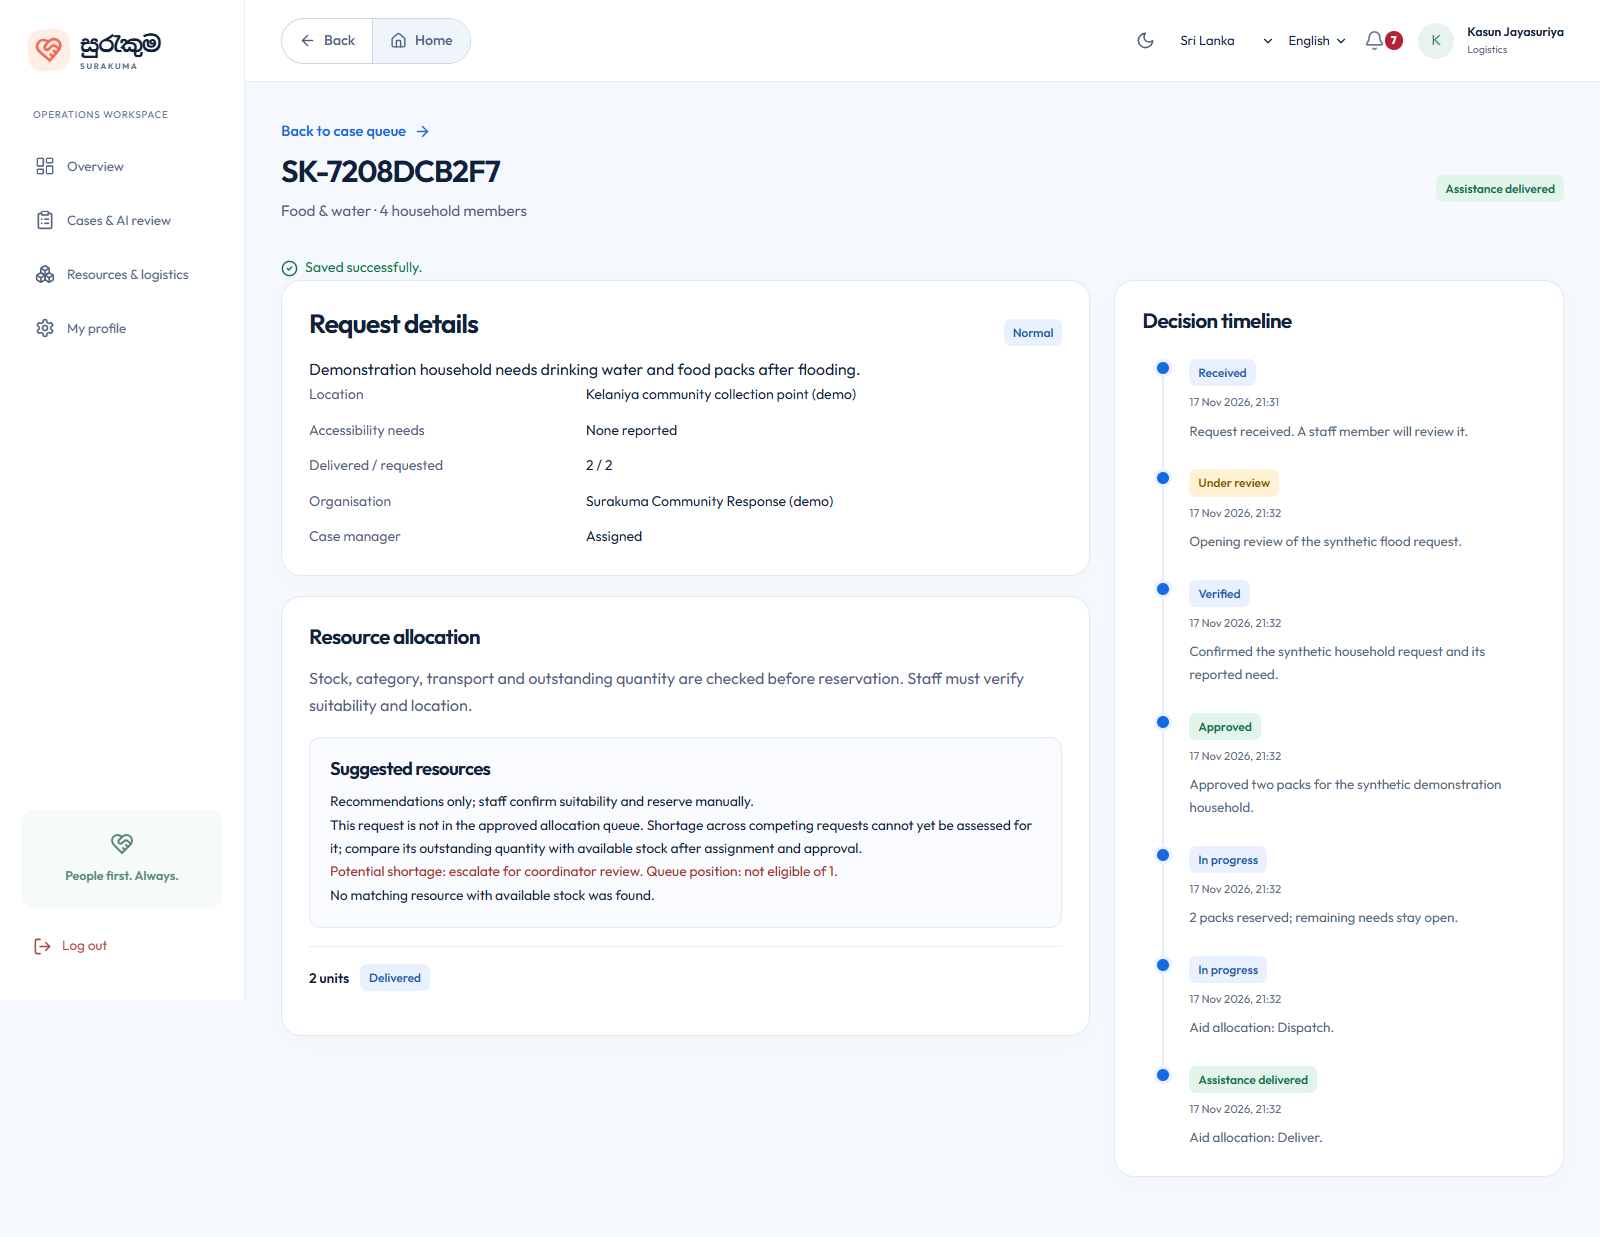 සුරැකුම
SURAKUMA
OPERATIONS WORKSPACE
Overview
Cases & AI review
Resources & logistics
My profile
People first. Always.
Log out
Back
Home
Sri Lanka
English
7
K
Kasun Jayasuriya
Logistics
Back to case queue
SK-7208DCB2F7
Food & water · 4 household members
Assistance delivered
Saved successfully.
Request details
Normal
Demonstration household needs drinking water and food packs after flooding.
Location Kelaniya community collection point (demo)
Accessibility needs None reported
Delivered / requested 2 / 2
Organisation Surakuma Community Response (demo)
Case manager Assigned
Resource allocation
Stock, category, transport and outstanding quantity are checked before reservation. Staff must verify
suitability and location.
Suggested resources
Recommendations only; staff confirm suitability and reserve manually.
This request is not in the approved allocation queue. Shortage across competing requests cannot yet be assessed for
it; compare its outstanding quantity with available stock after assignment and approval.
Potential shortage: escalate for coordinator review. Queue position: not eligible of 1.
No matching resource with available stock was found.
2 units Delivered
Decision timeline
Received
17 Nov 2026, 21:31
Request received. A staff member will review it.
Under review
17 Nov 2026, 21:32
Opening review of the synthetic flood request.
Verified
17 Nov 2026, 21:32
Confirmed the synthetic household request and its
reported need.
Approved
17 Nov 2026, 21:32
Approved two packs for the synthetic demonstration
household.
In progress
17 Nov 2026, 21:32
2 packs reserved; remaining needs stay open.
In progress
17 Nov 2026, 21:32
Aid allocation: Dispatch.
Assistance delivered
17 Nov 2026, 21:32
Aid allocation: Deliver.